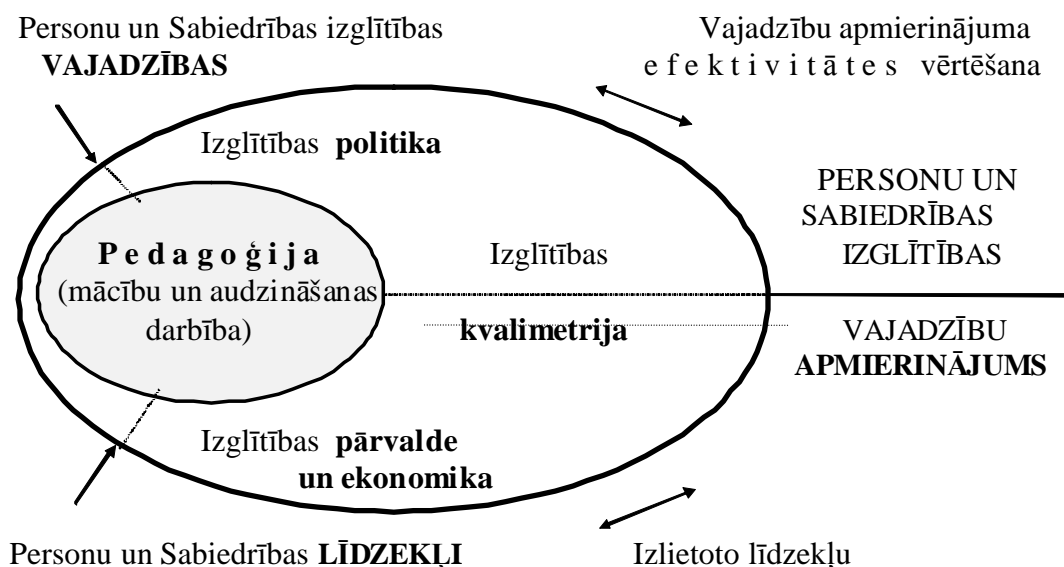 Personu un Sabiedrības izglītības
VAJADZĪBAS
Vajadzību apmierinājuma
efektivitātes vērtēšana
Izglītības politika
PERSONU UN
SABIEDRĪBAS
IZGLĪTĪBAS
Pedagoģija
(mācību un audzināšanas
darbība)
Izglītības
kvalimetrija
VAJADZĪBU
APMIERINĀJUMS
Izglītības pārvalde
un ekonomika
Personu un Sabiedrības LĪDZEKĻI
Izlietoto līdzekļu